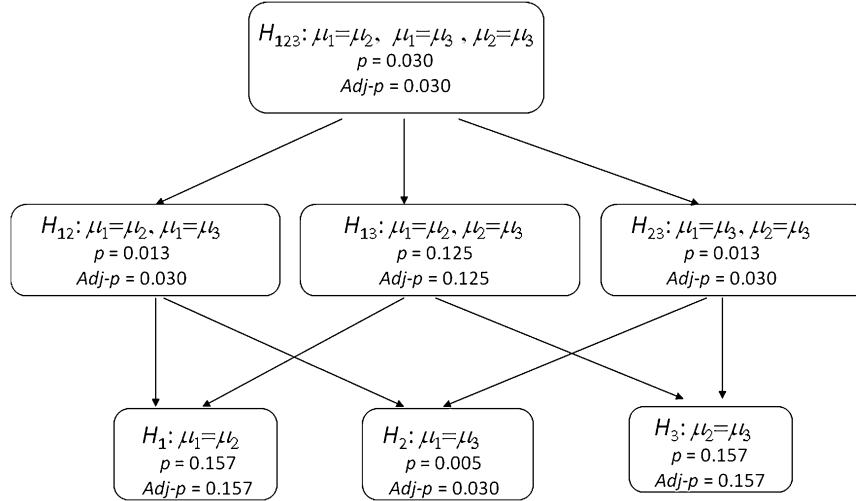 H₁₂₃: μ₁=μ₂, μ₁=μ₃ , μ₂=μ₃
p = 0.030
Adj-p = 0.030
H₁₂: μ₁=μ₂, μ₁=μ₃
p = 0.013
Adj-p = 0.030
H₁₃: μ₁=μ₂, μ₂=μ₃
p = 0.125
Adj-p = 0.125
H₂₃: μ₁=μ₃, μ₂=μ₃
p = 0.013
Adj-p = 0.030
H₁: μ₁=μ₂
p = 0.157
Adj-p = 0.157
H₂: μ₁=μ₃
p = 0.005
Adj-p = 0.030
H₃: μ₂=μ₃
p = 0.157
Adj-p = 0.157